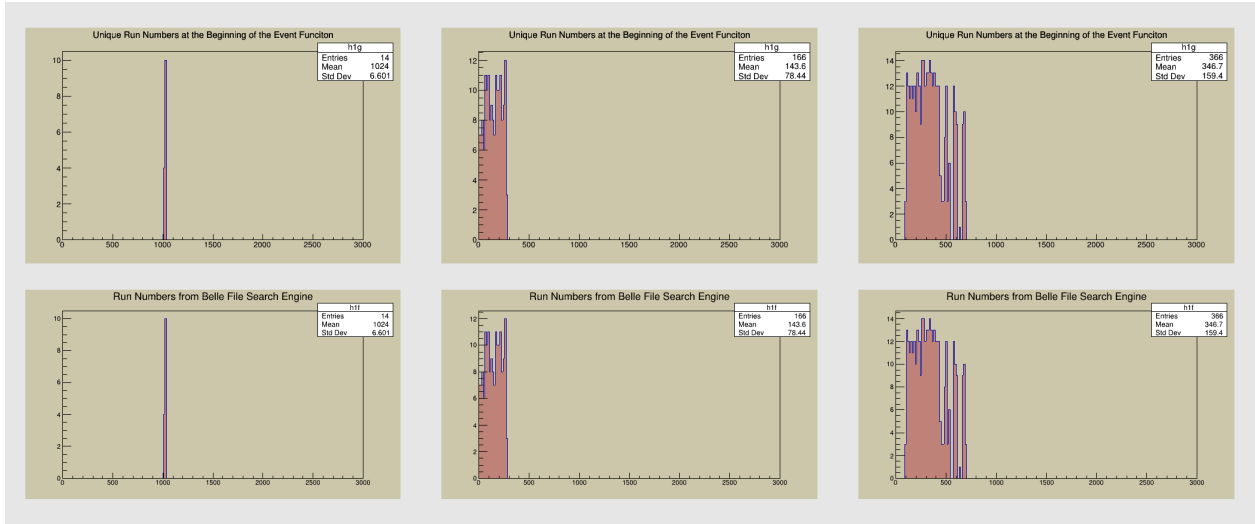 Unique Run Numbers at the Beginning of the Event Funciton
h1g
Entries 14
Mean 1024
Std Dev 6.601
10
8
6
4
2
0
0 500 1000 1500 2000 2500 3000
Unique Run Numbers at the Beginning of the Event Funciton
h1g
Entries 166
Mean 143.6
Std Dev 78.44
12
10
8
6
4
2
0
0 500 1000 1500 2000 2500 3000
Unique Run Numbers at the Beginning of the Event Funciton
h1g
Entries 366
Mean 346.7
Std Dev 159.4
14
12
10
8
6
4
2
0
0 500 1000 1500 2000 2500 3000
Run Numbers from Belle File Search Engine
h1f
Entries 14
Mean 1024
Std Dev 6.601
10
8
6
4
2
0
0 500 1000 1500 2000 2500 3000
Run Numbers from Belle File Search Engine
h1f
Entries 166
Mean 143.6
Std Dev 78.44
12
10
8
6
4
2
0
0 500 1000 1500 2000 2500 3000
Run Numbers from Belle File Search Engine
h1f
Entries 366
Mean 346.7
Std Dev 159.4
14
12
10
8
6
4
2
0
0 500 1000 1500 2000 2500 3000